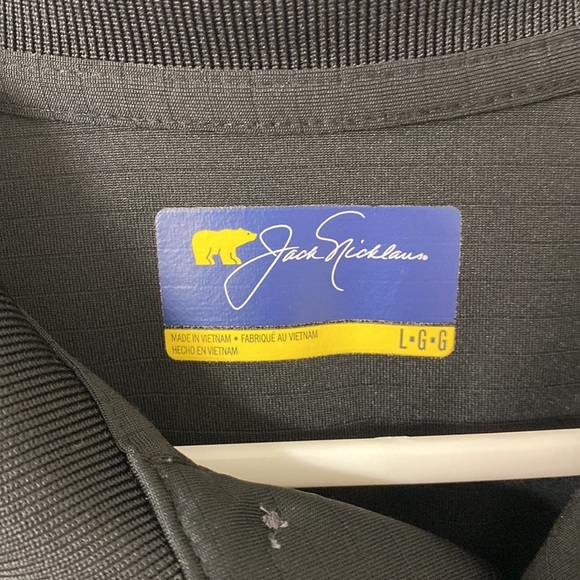 Jack Nicklaus
MADE IN VIETNAM • FABRIQUÉ AU VIETNAM
HECHO EN VIETNAM
L▪G▪G